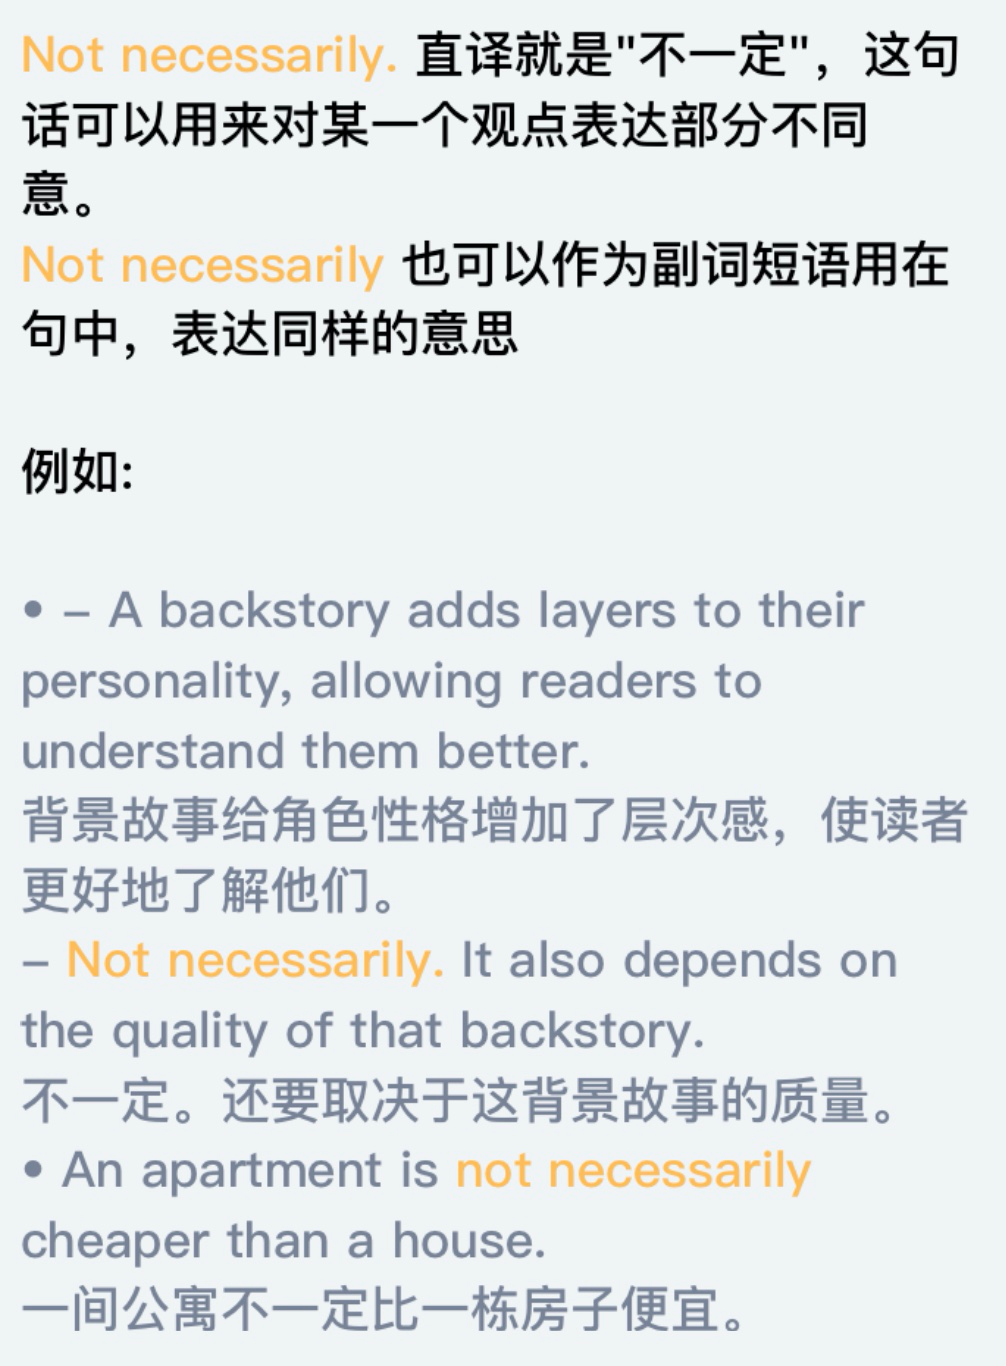 Not necessarily. 直译就是"不一定"，这句
话可以用来对某一个观点表达部分不同
意。
Not necessarily 也可以作为副词短语用在
句中，表达同样的意思
例如:
• – A backstory adds layers to their
personality, allowing readers to
understand them better.
背景故事给角色性格增加了层次感，使读者
更好地了解他们。
– Not necessarily. It also depends on
the quality of that backstory.
不一定。还要取决于这背景故事的质量。
• An apartment is not necessarily
cheaper than a house.
一间公寓不一定比一栋房子便宜。